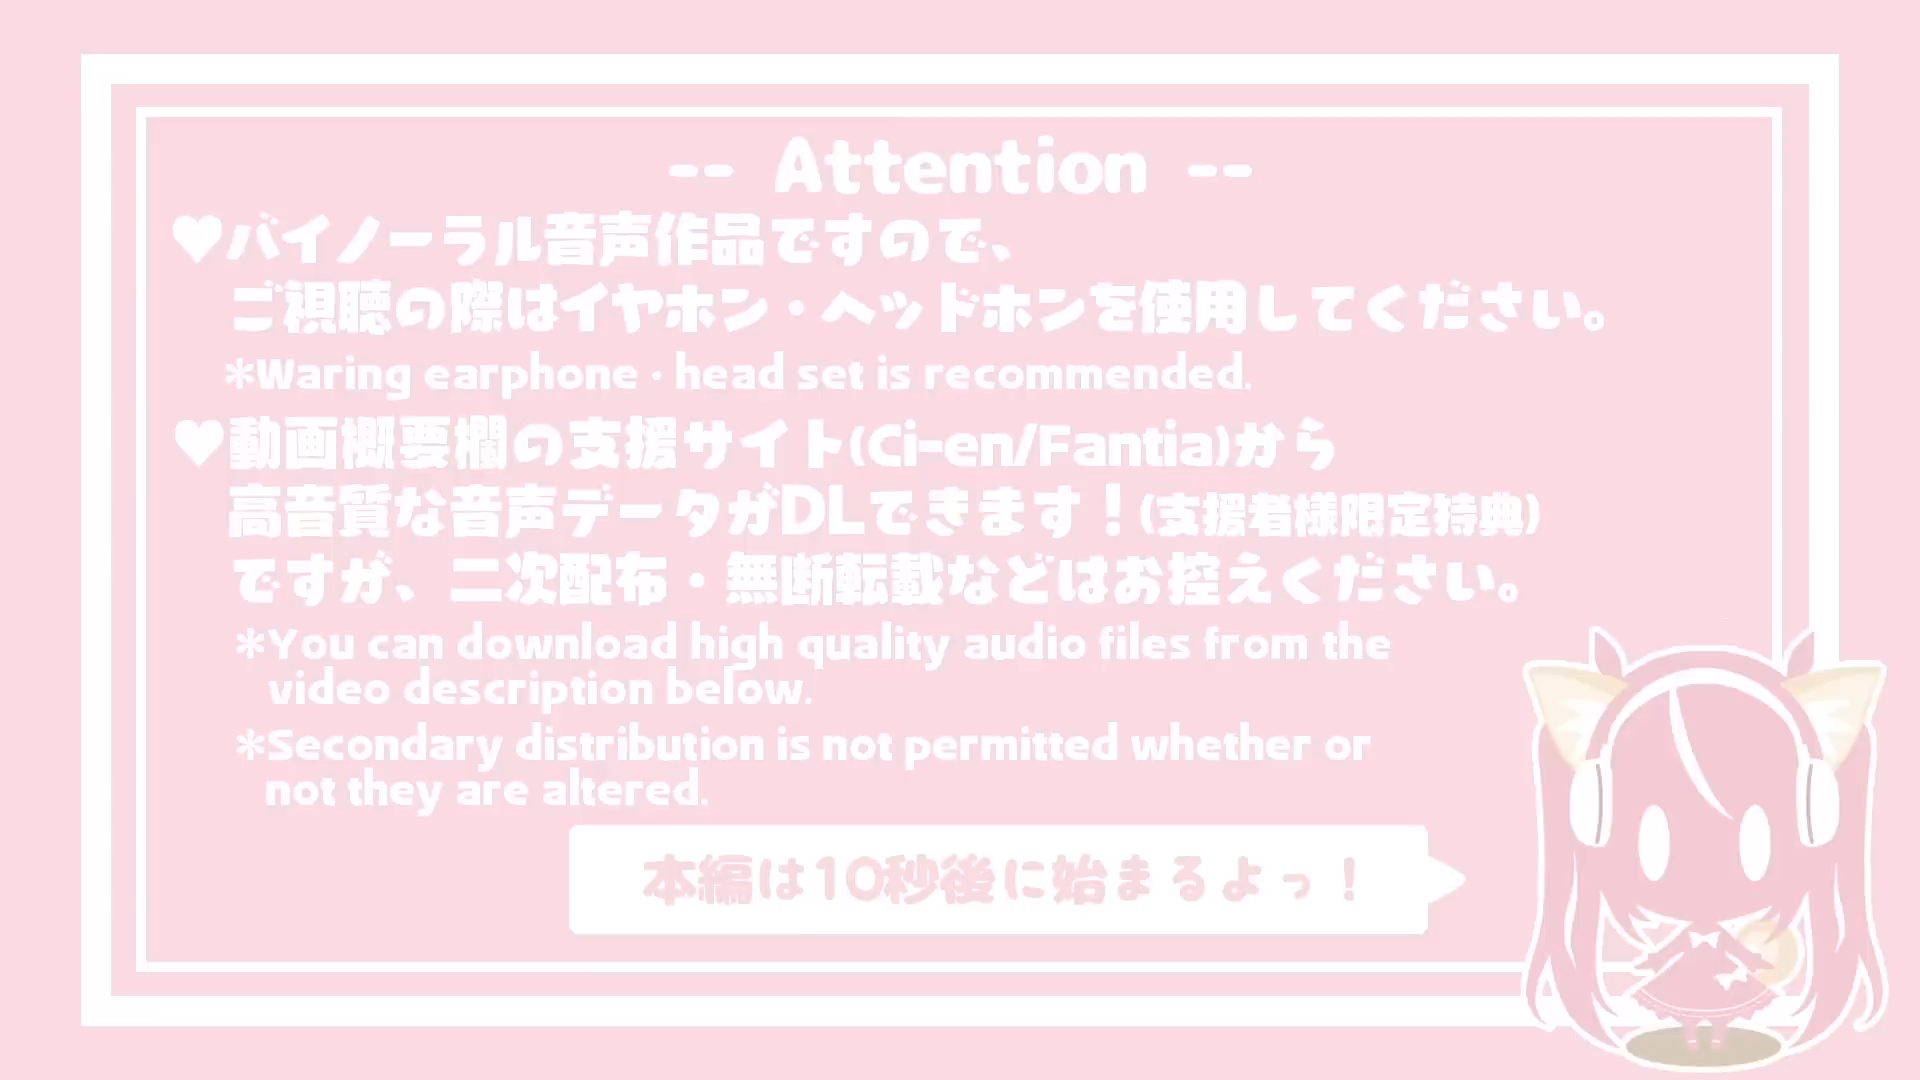 -- Attention --
♥バイノーラル音声作品ですので、
ご視聴の際はイヤホン・ヘッドホンを使用してください。
*Waring earphone・head set is recommended.
♥動画概要欄の支援サイト(Ci-en/Fantia)から
高音質な音声データがDLできます！(支援者様限定特典)
ですが、二次配布・無断転載などはお控えください。
*You can download high quality audio files from the
video description below.
*Secondary distribution is not permitted whether or
not they are altered.
本編は10秒後に始まるよっ！